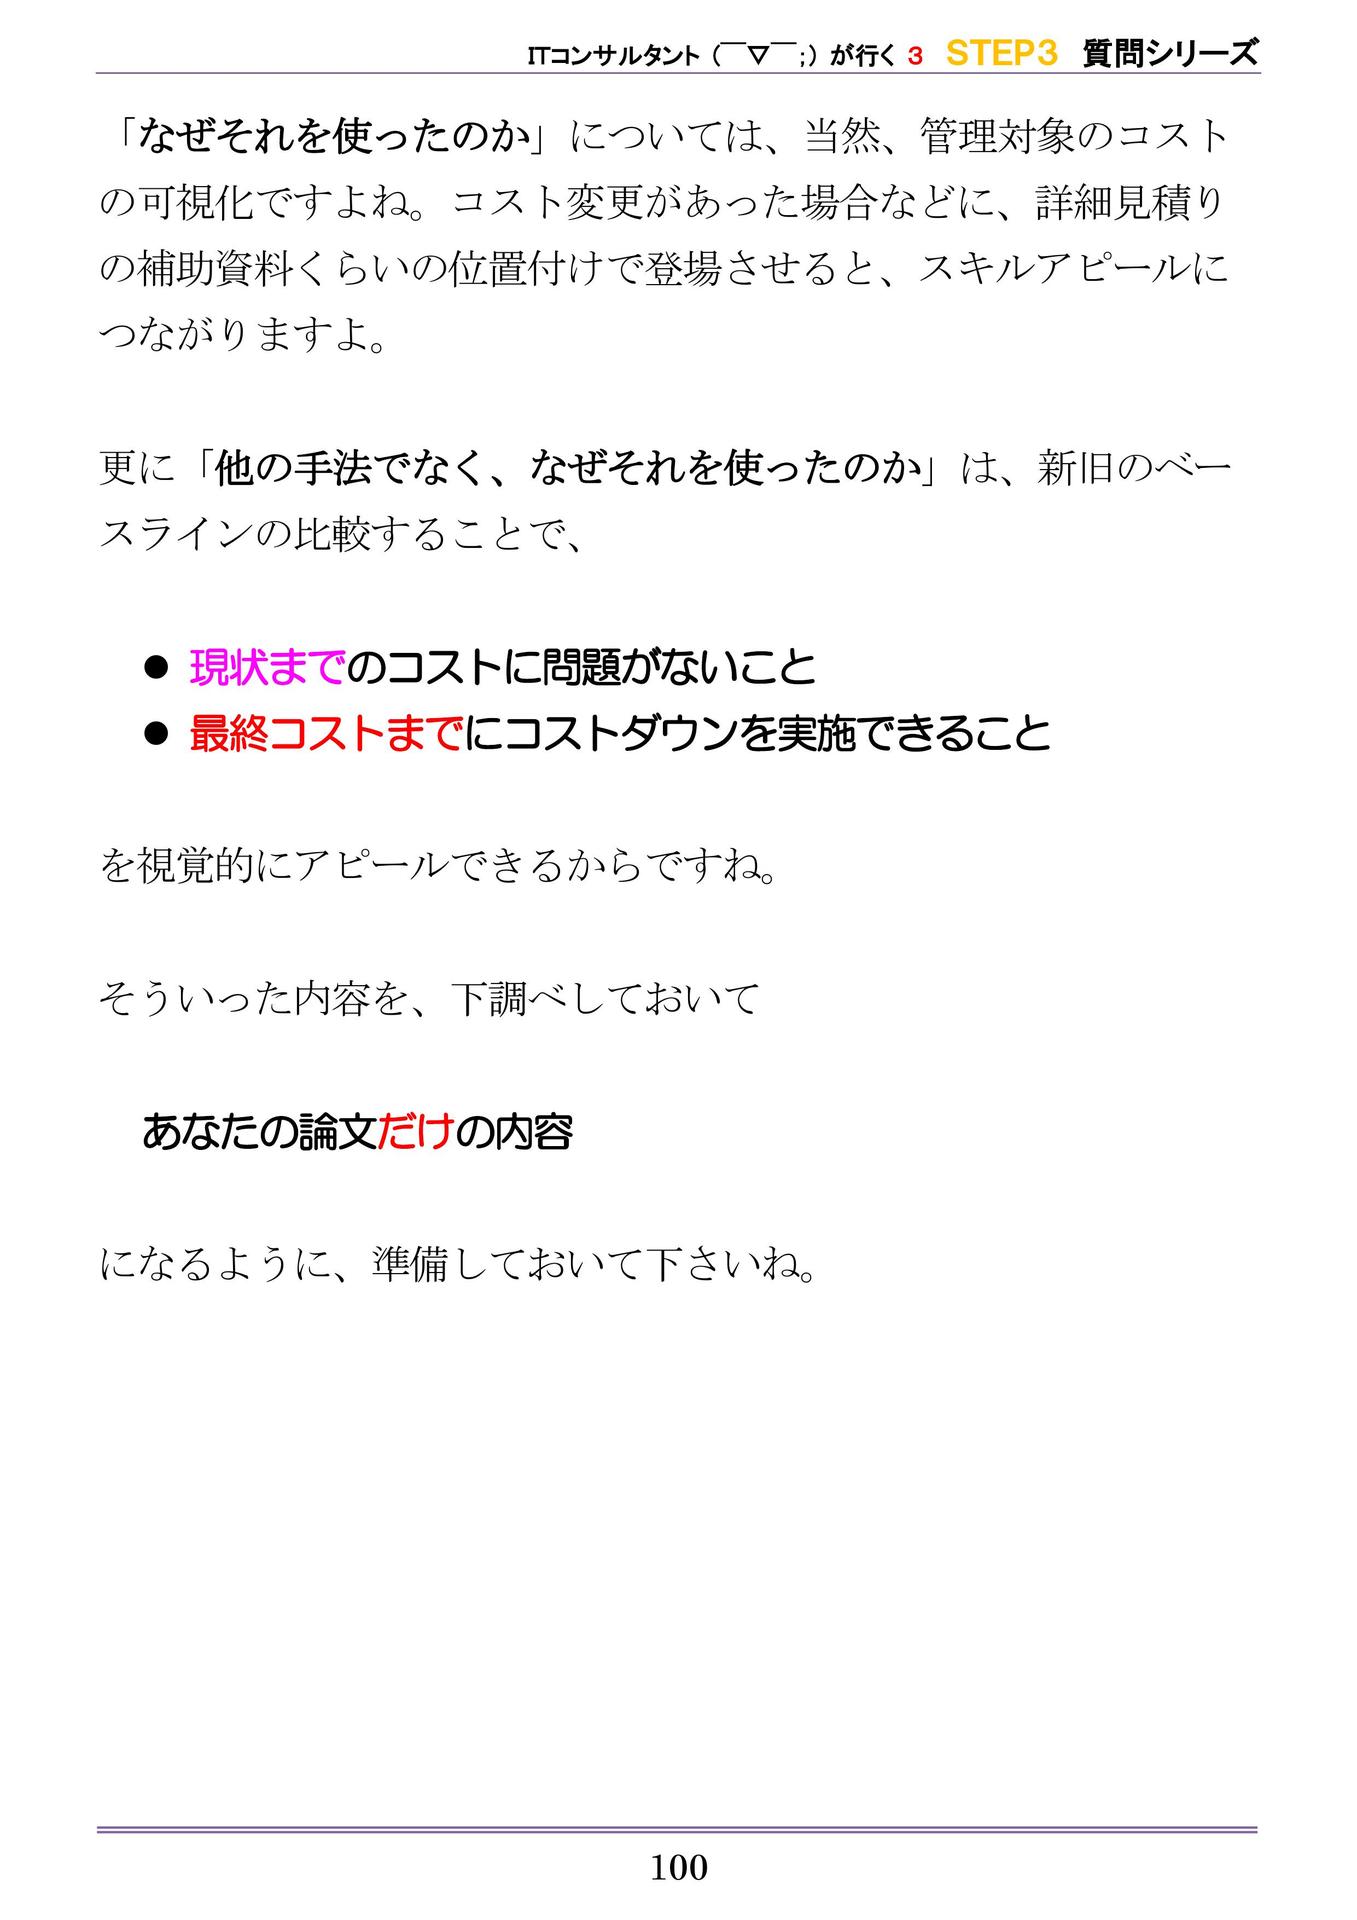 ITコンサルタント（￣▽￣;）が行く 3 STEP3 質問シリーズ
「なぜそれを使ったのか」については、当然、管理対象のコスト
の可視化ですよね。コスト変更があった場合などに、詳細見積り
の補助資料くらいの位置付けで登場させると、スキルアピールに
つながりますよ。
更に「他の手法でなく、なぜそれを使ったのか」は、新旧のベー
スラインの比較することで、
● 現状までのコストに問題がないこと
● 最終コストまでにコストダウンを実施できること
を視覚的にアピールできるからですね。
そういった内容を、下調べしておいて
あなたの論文だけの内容
になるように、準備しておいて下さいね。
100